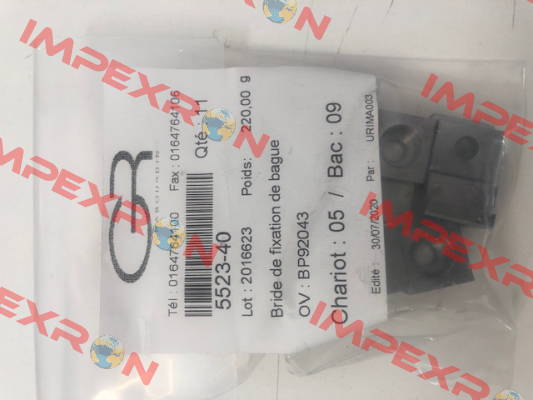 Tél : 0164764100 Fax : 0164764106
5523-40 Qté : 11
Lot : 2016623 Poids: 220,00 g
Bride de fixation de bague
OV : BP92043
Chariot : 05 / Bac : 09
Edité : 30/07/2020 Par : URIMA003
IMPEXRON
IMPEXRON
IMPEXRON
IMPEXRON